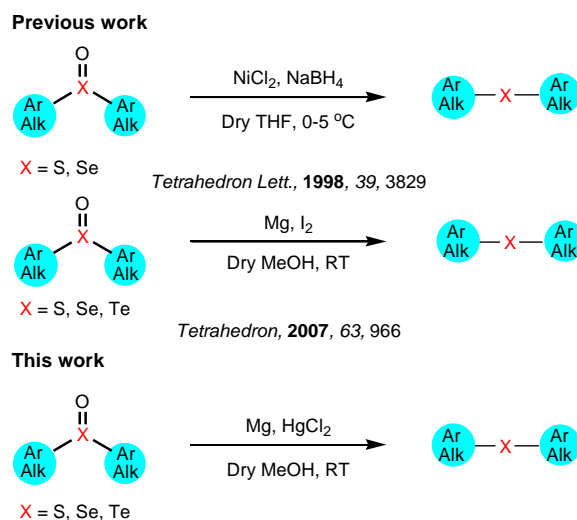 Previous work
O
X
Ar
Alk
Ar
Alk
NiCl2, NaBH4
Dry THF, 0-5 oC
Ar
Alk
X
Ar
Alk
X = S, Se
Tetrahedron Lett., 1998, 39, 3829
O
X
Ar
Alk
Ar
Alk
Mg, I2
Dry MeOH, RT
Ar
Alk
X
Ar
Alk
X = S, Se, Te
Tetrahedron, 2007, 63, 966
This work
O
X
Ar
Alk
Ar
Alk
Mg, HgCl2
Dry MeOH, RT
Ar
Alk
X
Ar
Alk
X = S, Se, Te